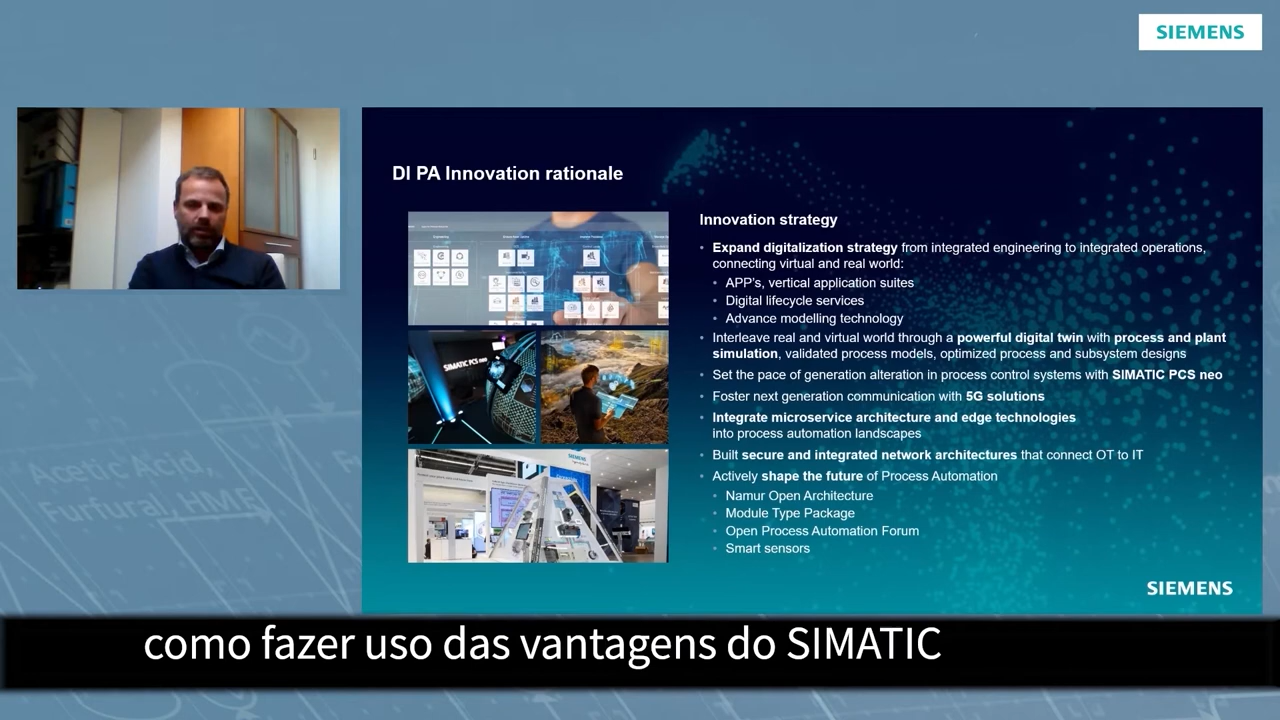 SIEMENS
DI PA Innovation rationale
SIMATIC PCS neo
SIEMENS
Innovation strategy
• Expand digitalization strategy from integrated engineering to integrated operations,
connecting virtual and real world:
• APP's, vertical application suites
• Digital lifecycle services
• Advance modelling technology
• Interleave real and virtual world through a powerful digital twin with process and plant
simulation, validated process models, optimized process and subsystem designs
• Set the pace of generation alteration in process control systems with SIMATIC PCS neo
• Foster next generation communication with 5G solutions
• Integrate microservice architecture and edge technologies
into process automation landscapes
• Built secure and integrated network architectures that connect OT to IT
• Actively shape the future of Process Automation
• Namur Open Architecture
• Module Type Package
• Open Process Automation Forum
• Smart sensors
SIEMENS
Acetic Acid,
como fazer uso das vantagens do SIMATIC